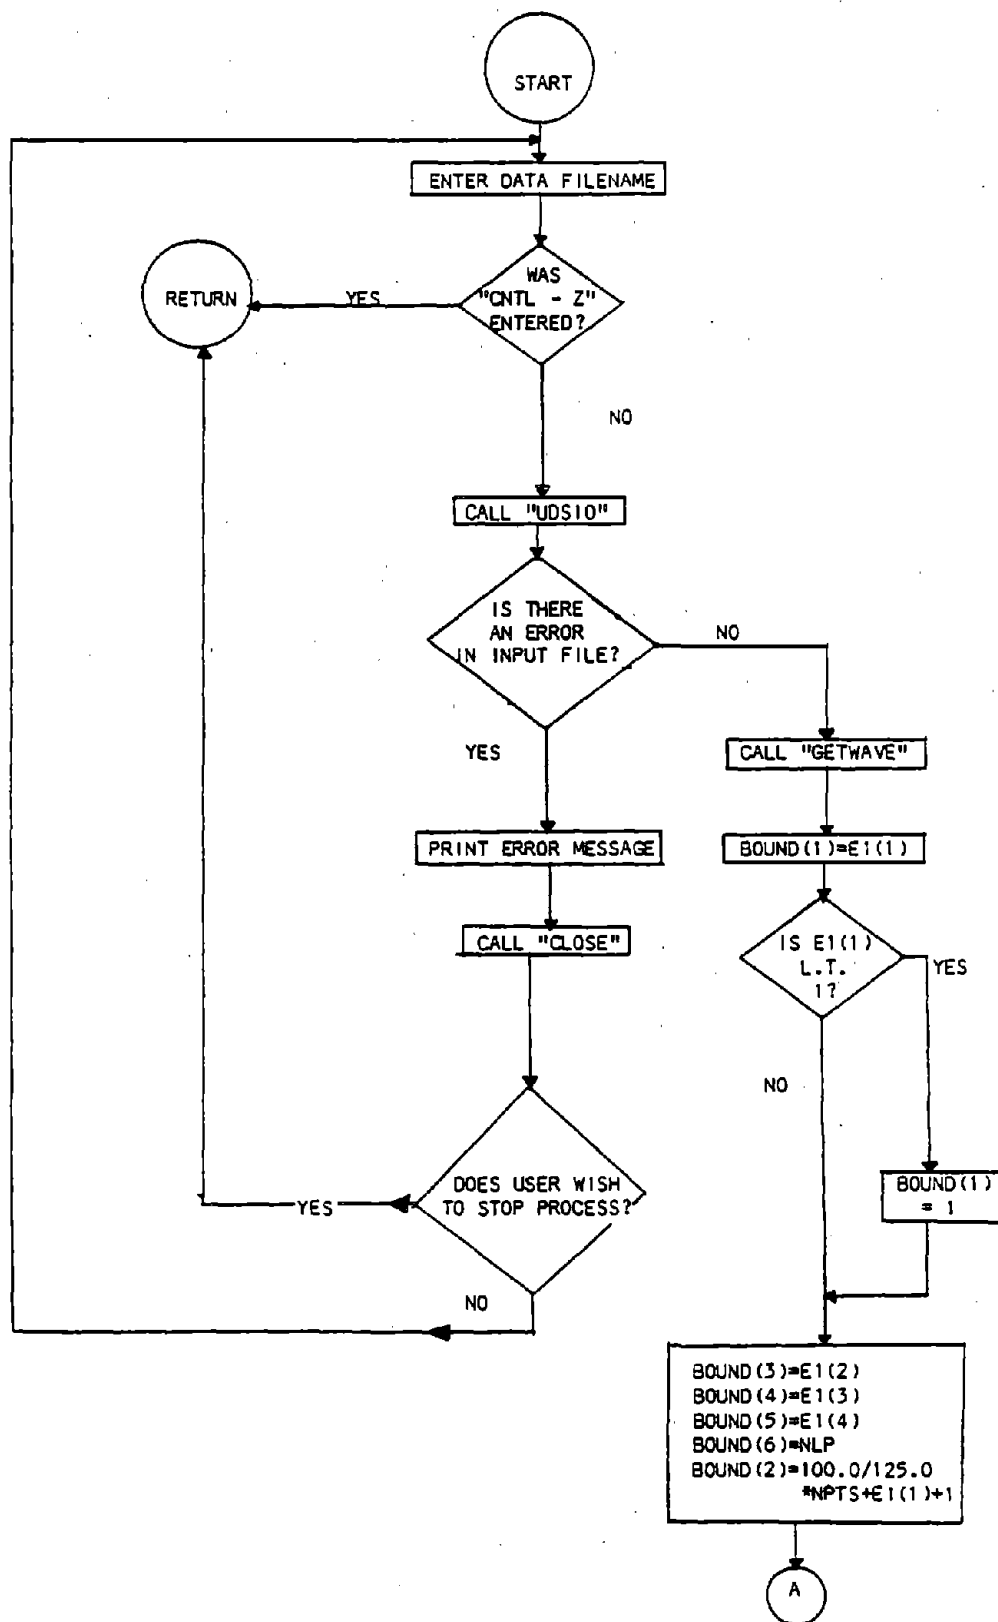 START
ENTER DATA FILENAME
WAS
"CNTL - Z"
ENTERED?
YES
RETURN
NO
CALL "UDSIO"
IS THERE
AN ERROR
IN INPUT FILE?
NO
YES
CALL "GETWAVE"
PRINT ERROR MESSAGE
BOUND(1)=E1(1)
CALL "CLOSE"
IS E1(1)
L.T.
1?
YES
NO
DOES USER WISH
TO STOP PROCESS?
YES
BOUND(1)
= 1
NO
BOUND(3)=E1(2)
BOUND(4)=E1(3)
BOUND(5)=E1(4)
BOUND(6)=NLP
BOUND(2)=100.0/125.0
*NPTS+E1(1)+1
A